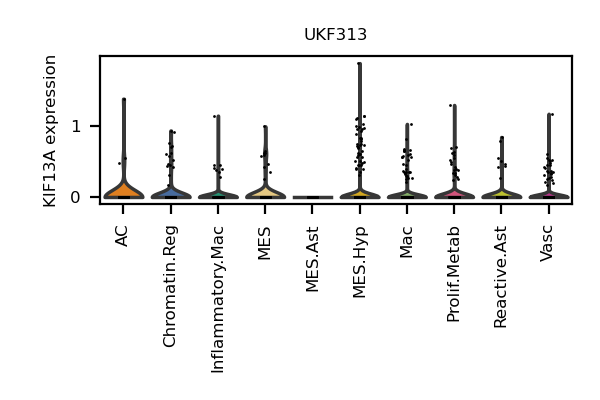 UKF313
KIF13A expression
1
0
AC
Chromatin.Reg
Inflammatory.Mac
MES
MES.Ast
MES.Hyp
Mac
Prolif.Metab
Reactive.Ast
Vasc